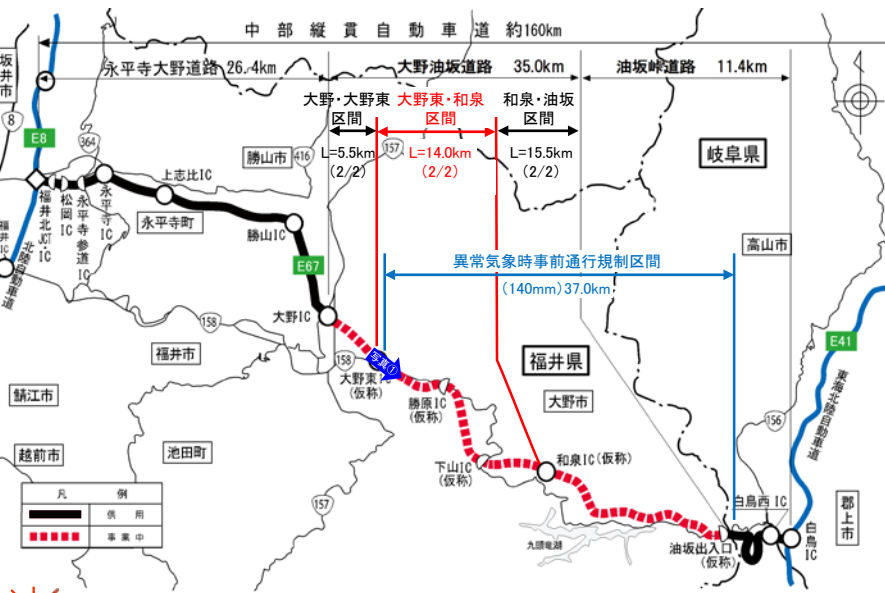 中部縦貫自動車道 約160km
永平寺大野道路 26.4km
大野油坂道路 35.0km
油坂峠道路 11.4km
坂井市
8
E8
364
大野・大野東
区間
L=5.5km
(2/2)
大野東・和泉
区間
L=14.0km
(2/2)
和泉・油坂
区間
L=15.5km
(2/2)
157
416
勝山市
岐阜県
高山市
上志比IC
永平寺IC
永平寺参道IC
松岡IC
福井北JCT・IC
福井IC
北陸自動車道
永平寺町
勝山IC
E67
異常気象時事前通行規制区間
(140mm)37.0km
大野IC
158
福井市
158
写真①
大野東IC
(仮称)
勝原IC
(仮称)
福井県
大野市
E41
東海北陸自動車道
156
鯖江市
越前市
池田町
下山IC
(仮称)
和泉IC(仮称)
157
凡例
供用
事業中
九頭竜湖
白鳥西IC
油坂出入口
(仮称)
白鳥IC
郡上市